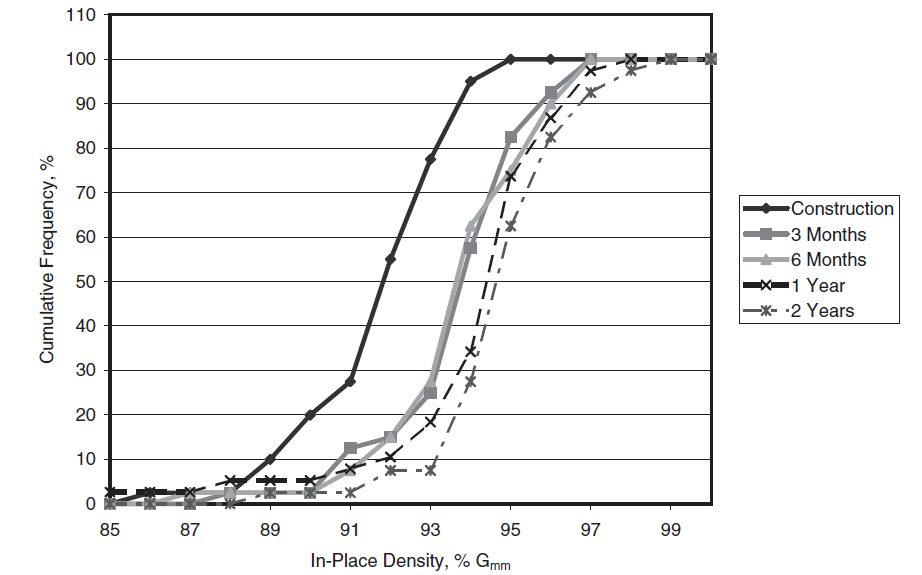 110
100
90
80
70
60
50
40
30
20
10
0
Cumulative Frequency, %
85 87 89 91 93 95 97 99
In-Place Density, % Gmm
Construction
3 Months
6 Months
1 Year
2 Years